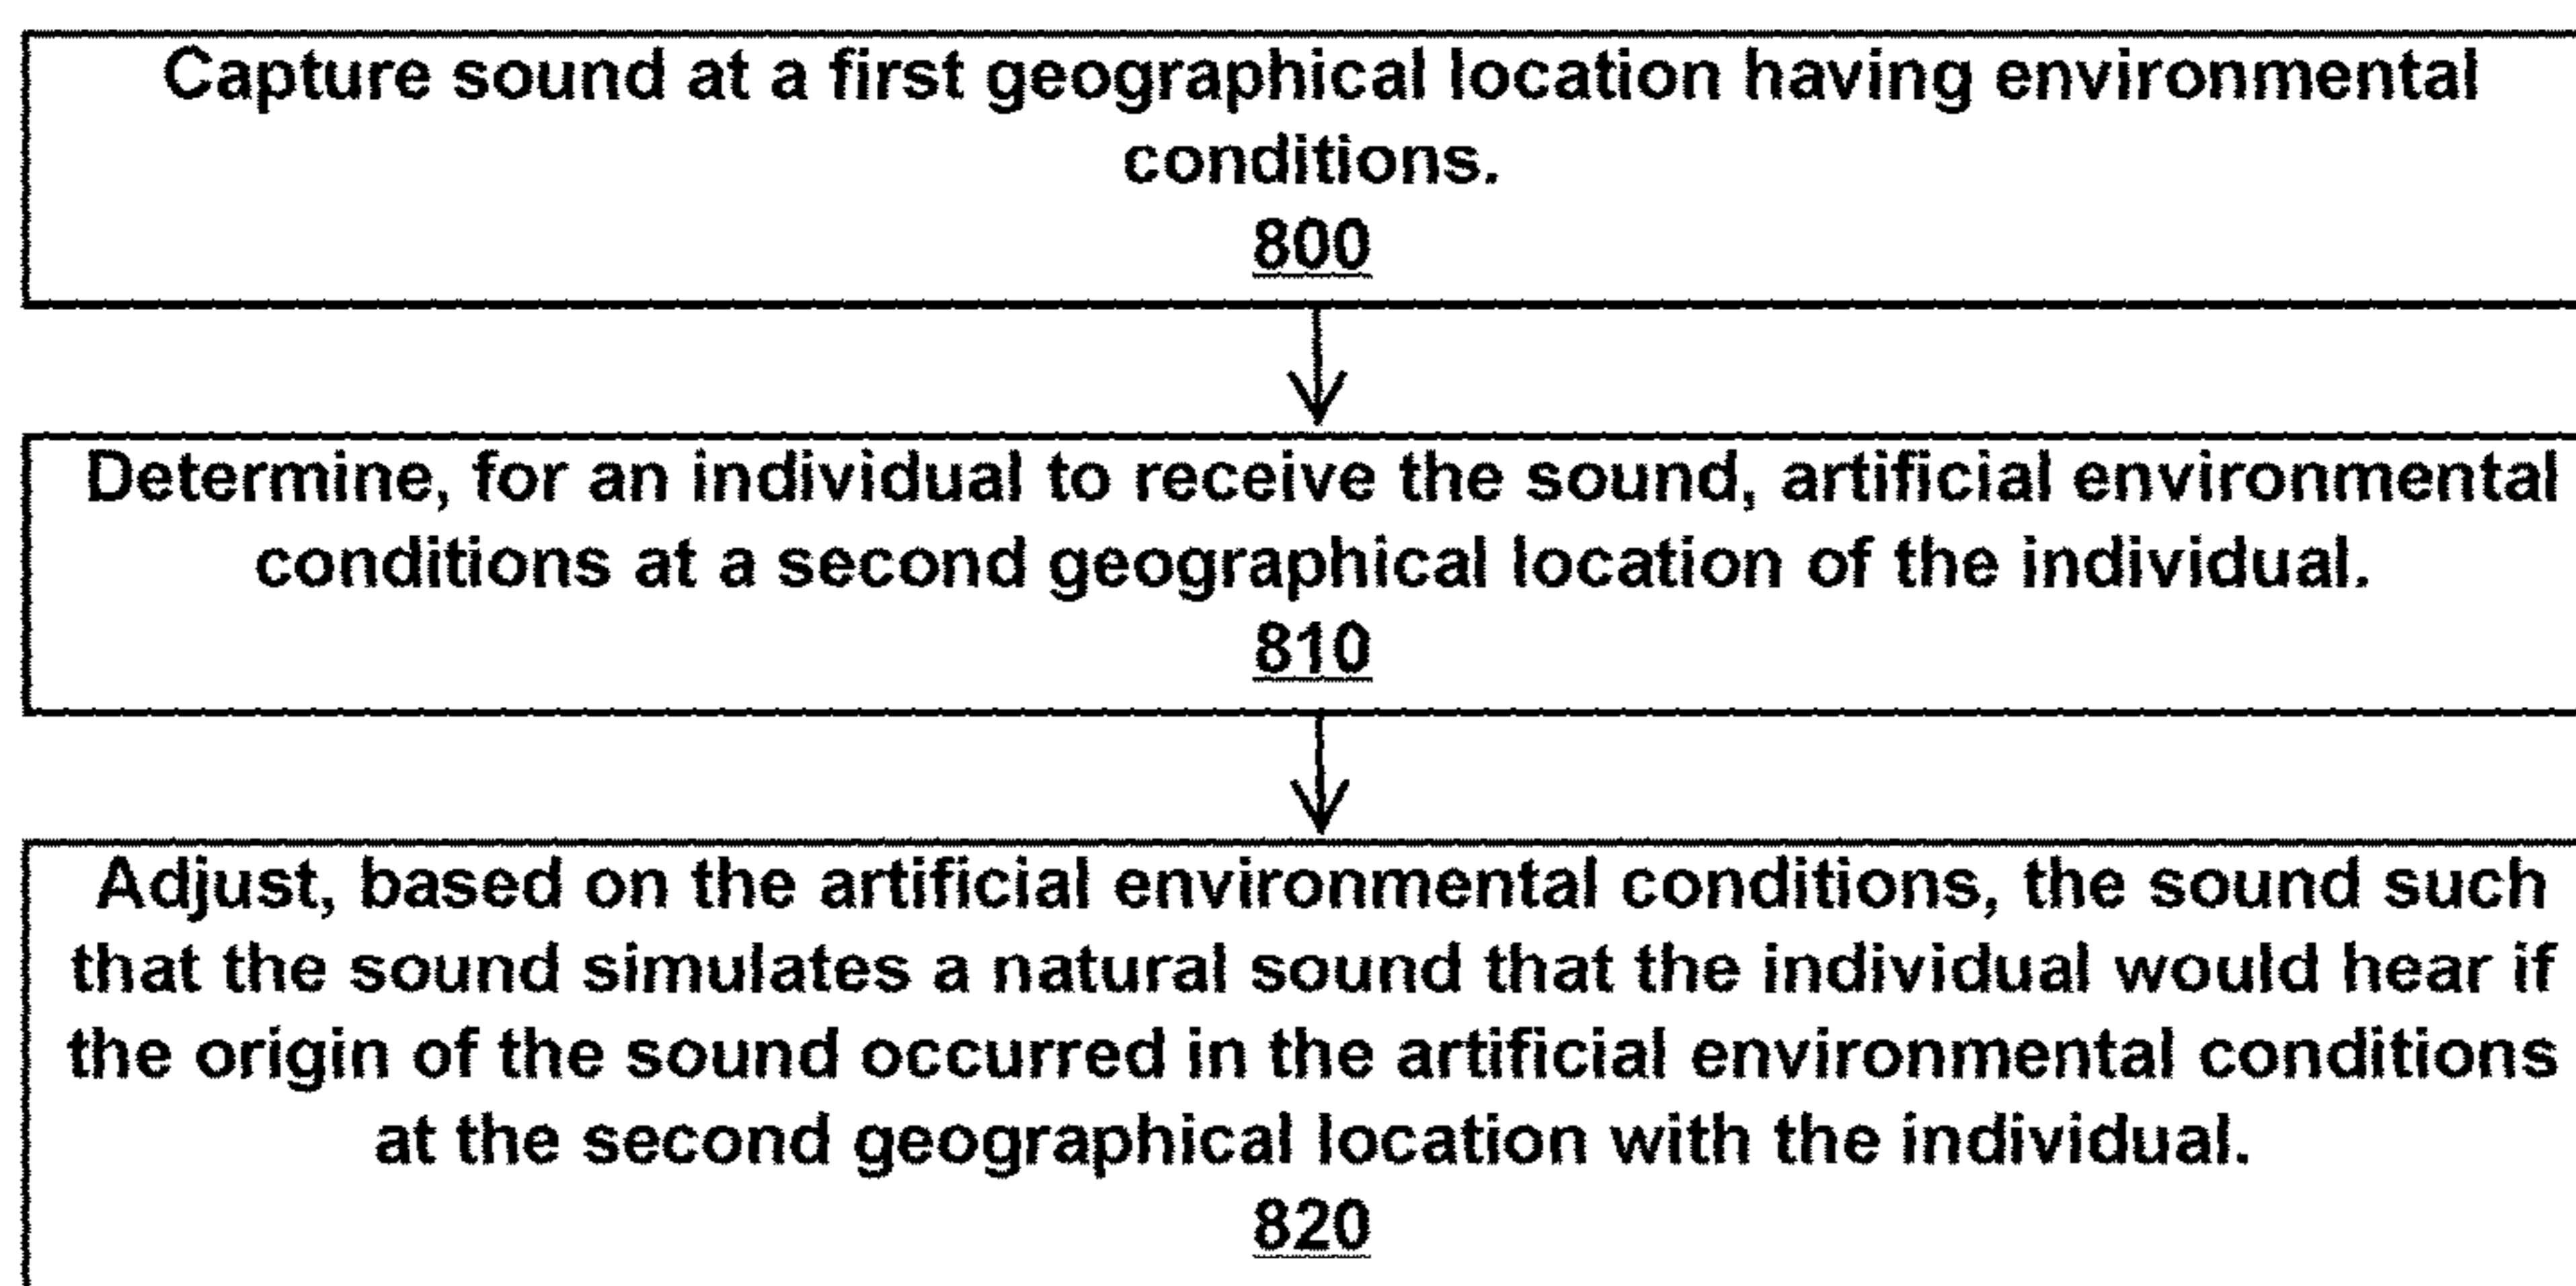 Capture sound at a first geographical location having environmental
conditions.
800
Determine, for an individual to receive the sound, artificial environmental
conditions at a second geographical location of the individual.
810
Adjust, based on the artificial environmental conditions, the sound such
that the sound simulates a natural sound that the individual would hear if
the origin of the sound occurred in the artificial environmental conditions
at the second geographical location with the individual.
820